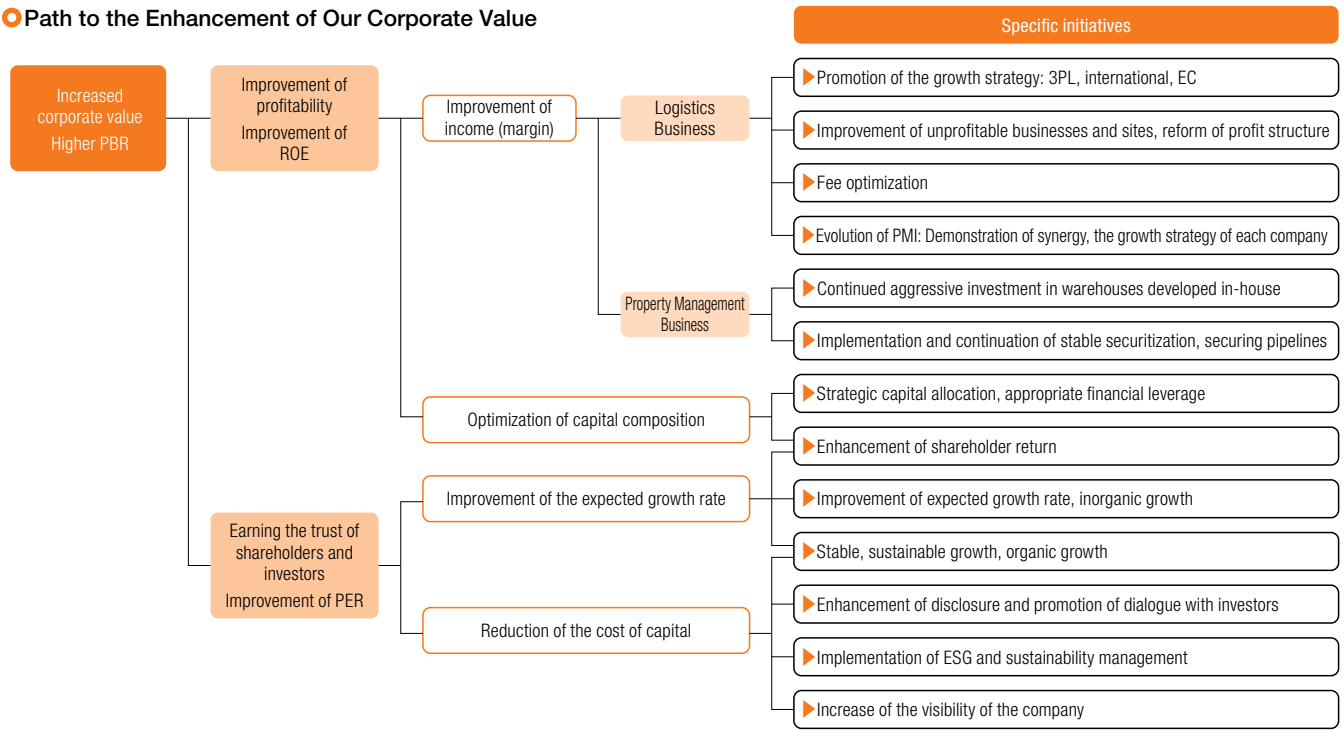 Path to the Enhancement of Our Corporate Value
Specific initiatives
Increased
corporate value
Higher PBR
Improvement of
profitability
Improvement of
ROE
Improvement of
income (margin)
Logistics
Business
Promotion of the growth strategy: 3PL, international, EC
Improvement of unprofitable businesses and sites, reform of profit structure
Fee optimization
Evolution of PMI: Demonstration of synergy, the growth strategy of each company
Property Management
Business
Continued aggressive investment in warehouses developed in-house
Implementation and continuation of stable securitization, securing pipelines
Optimization of capital composition
Strategic capital allocation, appropriate financial leverage
Enhancement of shareholder return
Earning the trust of
shareholders and
investors
Improvement of PER
Improvement of the expected growth rate
Improvement of expected growth rate, inorganic growth
Stable, sustainable growth, organic growth
Reduction of the cost of capital
Enhancement of disclosure and promotion of dialogue with investors
Implementation of ESG and sustainability management
Increase of the visibility of the company